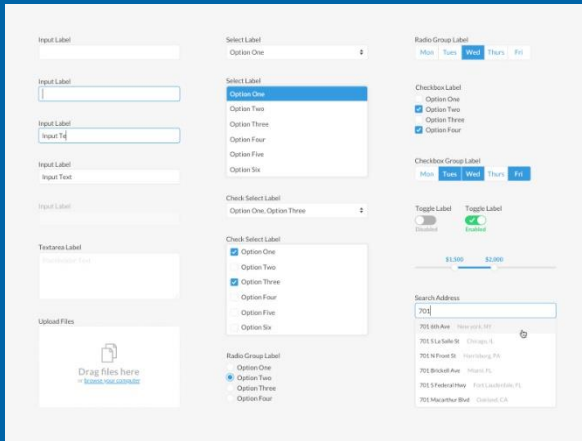 Input Label
Input Label
Input Label
Input Te
Input Label
Input Text
Input Label
Textarea Label
Upload Files
Drag files here
or browse your computer
Select Label
Option One
Select Label
Option One
Option Two
Option Three
Option Four
Option Five
Option Six
Check Select Label
Option One, Option Three
Check Select Label
Option One
Option Two
Option Three
Option Four
Option Five
Option Six
Radio Group Label
Option One
Option Two
Option Three
Option Four
Radio Group Label
Mon Tues Wed Thurs Fri
Checkbox Label
Option One
Option Two
Option Three
Option Four
Checkbox Group Label
Mon Tues Wed Thurs Fri
Toggle Label Toggle Label
Disabled Enabled
$1,500 $2,000
Search Address
701
701 6th Ave New york, NY
701 S La Salle St Chicago, IL
701 N Front St Harrisburg, PA
701 Brickell Ave Miami, FL
701 S Federal Hwy Fort Lauderdale, FL
701 Macarthur Blvd Oakland, CA